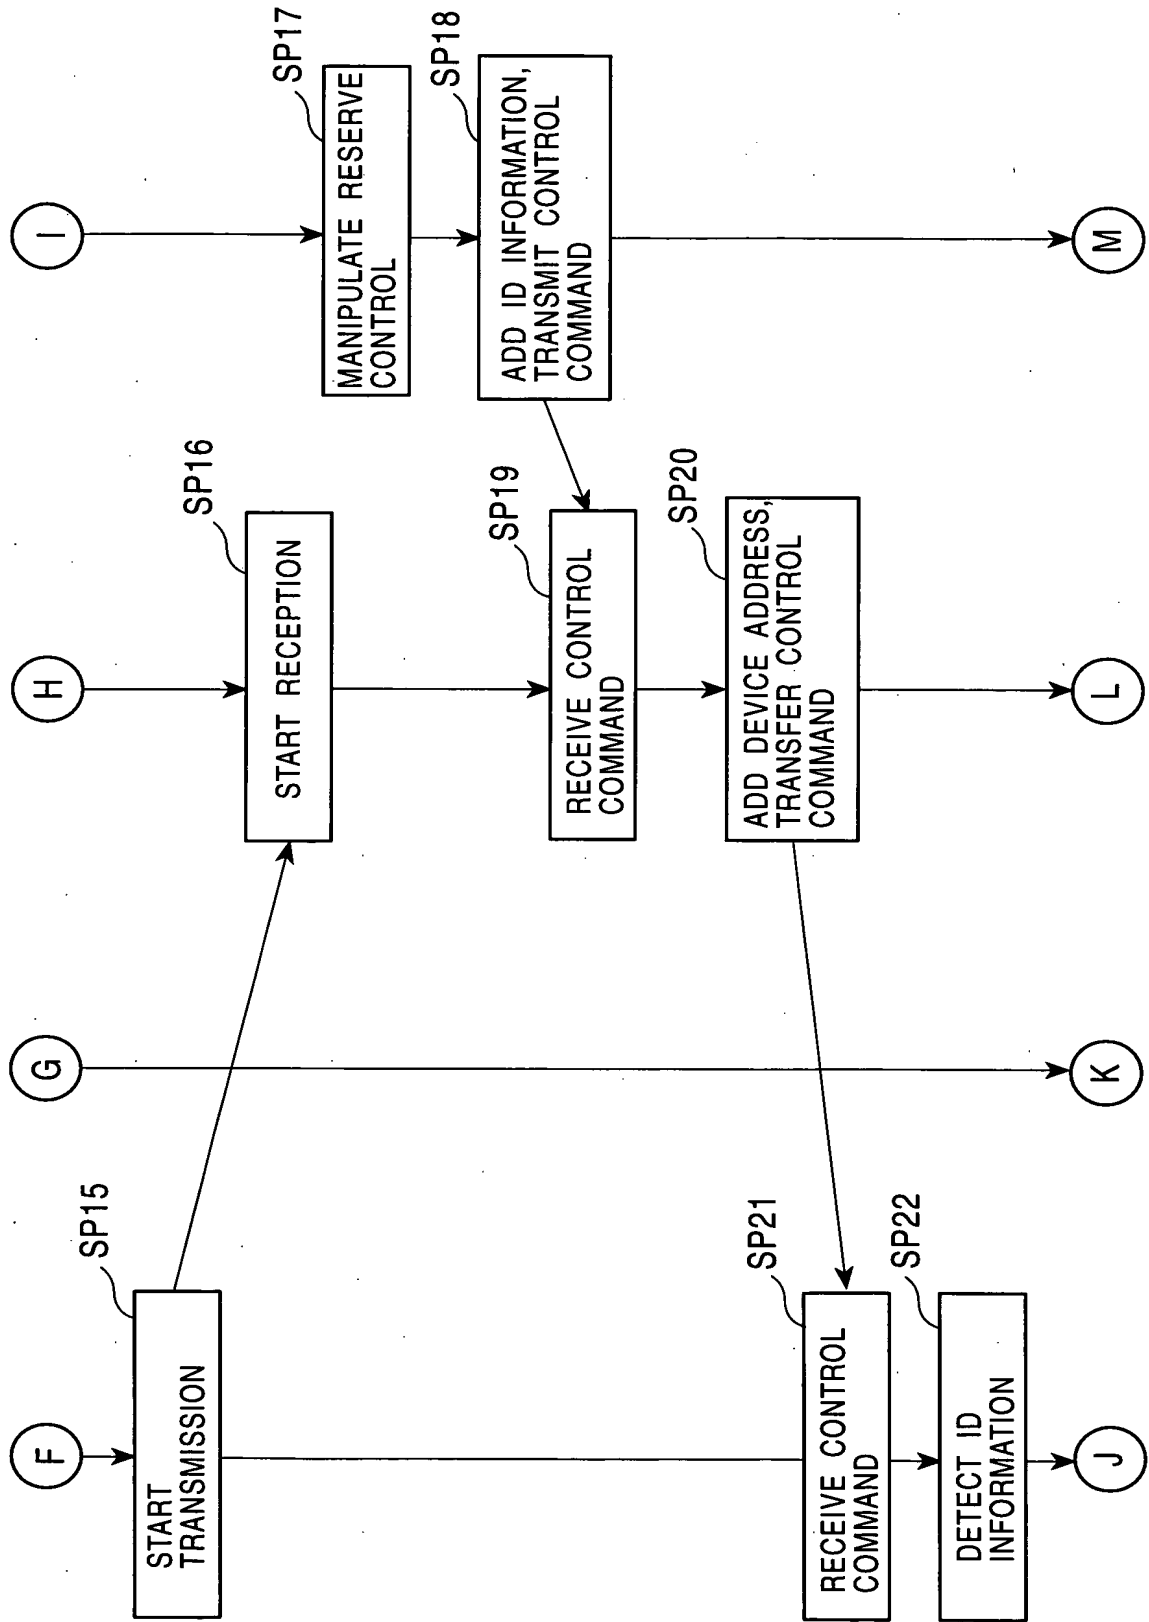 F
G
H
I
SP15
START
TRANSMISSION
SP16
START RECEPTION
SP17
MANIPULATE RESERVE
CONTROL
SP18
ADD ID INFORMATION,
TRANSMIT CONTROL
COMMAND
SP19
RECEIVE CONTROL
COMMAND
SP20
ADD DEVICE ADDRESS,
TRANSFER CONTROL
COMMAND
SP21
RECEIVE CONTROL
COMMAND
SP22
DETECT ID
INFORMATION
J
K
L
M